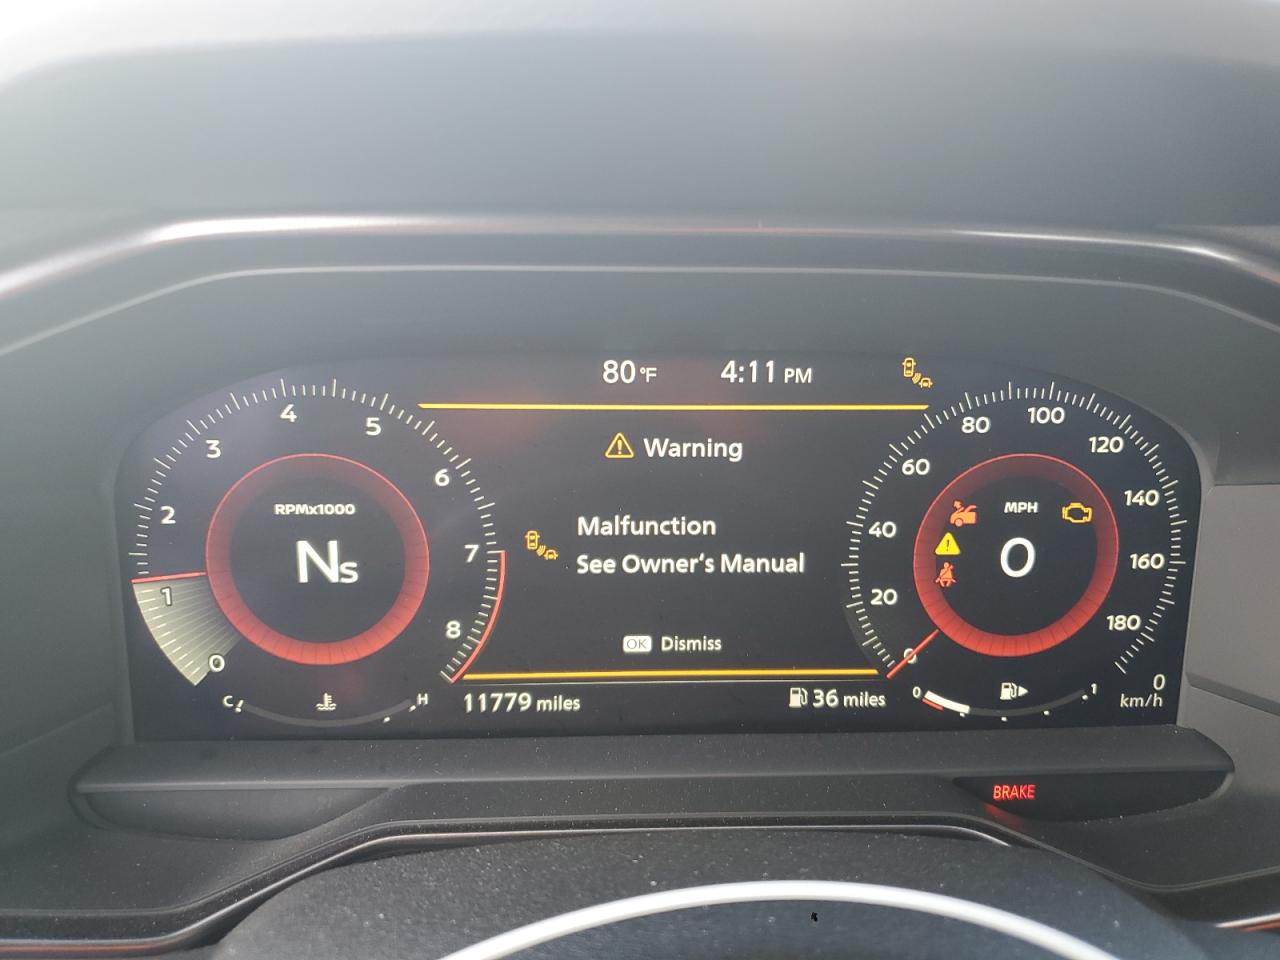 80°F 4:11 PM
Warning
Malfunction
See Owner's Manual
OK Dismiss
11779 miles
36 miles
RPMx1000
Ns
0
1
2
3
4
5
6
7
8
C H
MPH
0
0
20
40
60
80
100
120
140
160
180
0
km/h
0 1
BRAKE